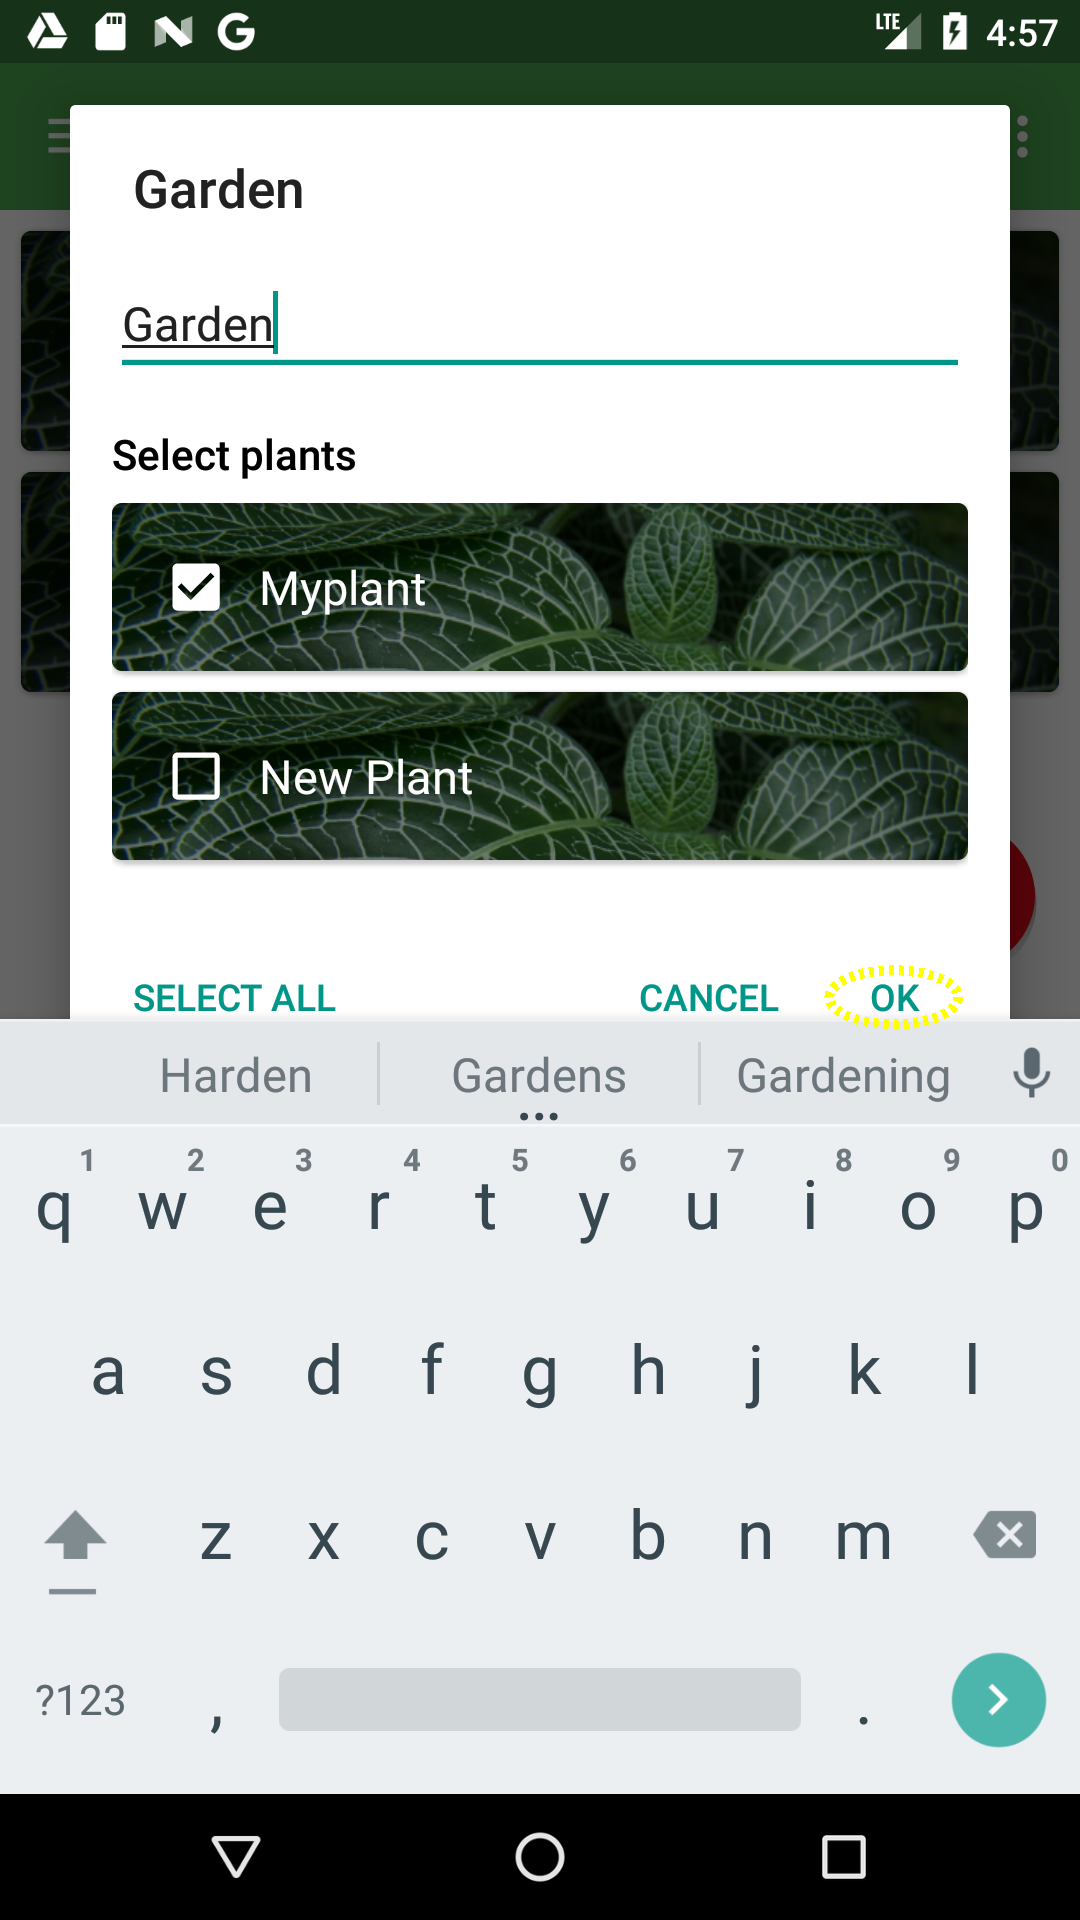 LTE 4:57
Garden
Garden
Select plants
Myplant
New Plant
SELECT ALL CANCEL OK
Harden Gardens Gardening
1 2 3 4 5 6 7 8 9 0
q w e r t y u i o p
a s d f g h j k l
z x c v b n m
?123 , .